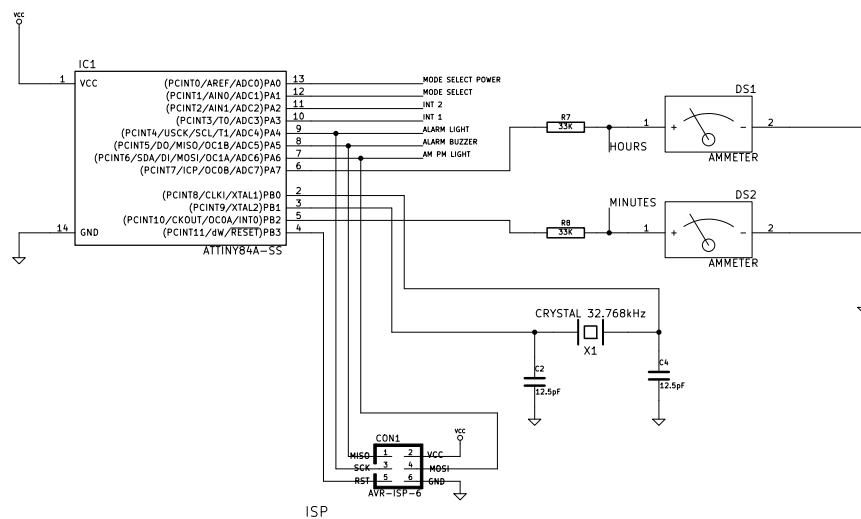 VCC
IC1
1 VCC
(PCINT0/AREF/ADC0)PA0 13 MODE SELECT POWER
(PCINT1/AIN0/ADC1)PA1 12 MODE SELECT
(PCINT2/AIN1/ADC2)PA2 11 INT 2
(PCINT3/T0/ADC3)PA3 10 INT 1
(PCINT4/USCK/SCL/T1/ADC4)PA4 9 ALARM LIGHT
(PCINT5/DO/MISO/OC1B/ADC5)PA5 8 ALARM BUZZER
(PCINT6/SDA/DI/MOSI/OC1A/ADC6)PA6 7 AM PM LIGHT
(PCINT7/ICP/OC0B/ADC7)PA7 6
(PCINT8/CLKI/XTAL1)PB0 2
(PCINT9/XTAL2)PB1 3
(PCINT10/CKOUT/OC0A/INT0)PB2 5
14 GND (PCINT11/dW/RESET)PB3 4
ATTINY84A-SS
R7
33K
HOURS
DS1
1 + - 2
AMMETER
R8
33K
MINUTES
DS2
1 + - 2
AMMETER
CRYSTAL 32.768kHz
X1
C2
12.5pF
C4
12.5pF
CON1
VCC
MISO 1 2 VCC
SCK 3 4 MOSI
RST 5 6 GND
AVR-ISP-6
ISP